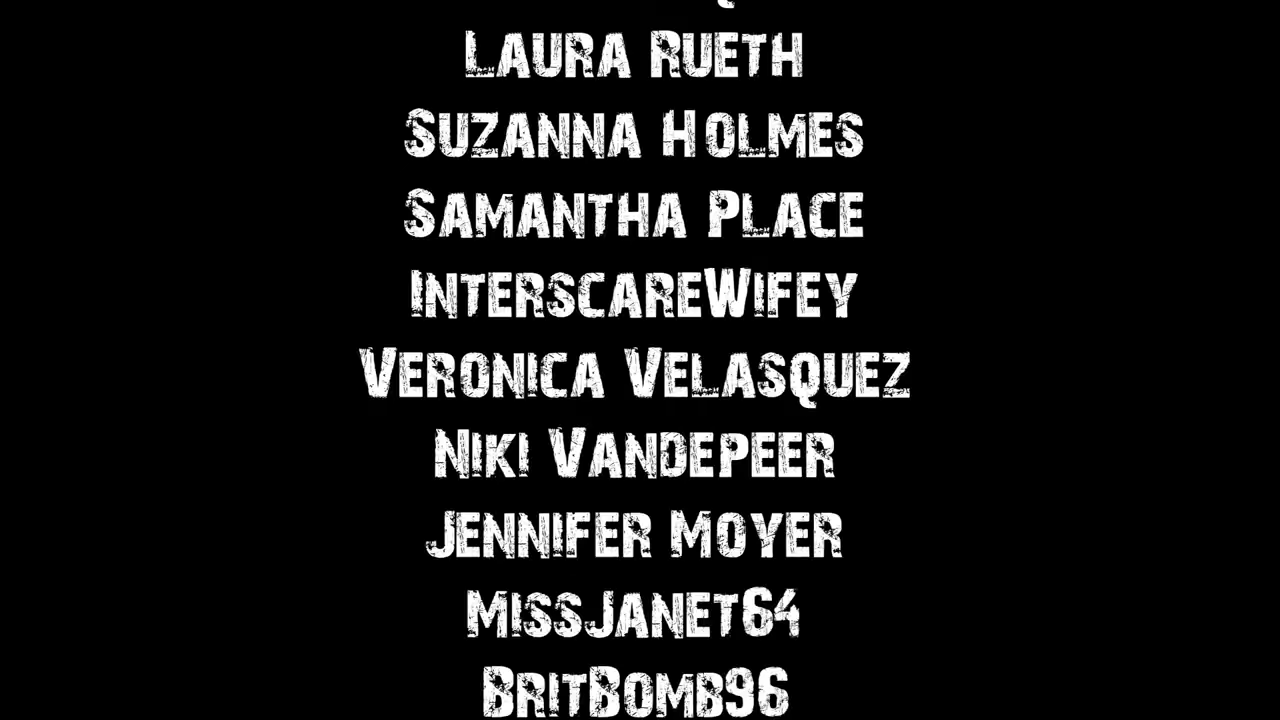 Laura Rueth
Suzanna Holmes
Samantha Place
InterscareWifey
Veronica Velasquez
Niki Vandepeer
Jennifer Moyer
MissJanet64
BritBomb96